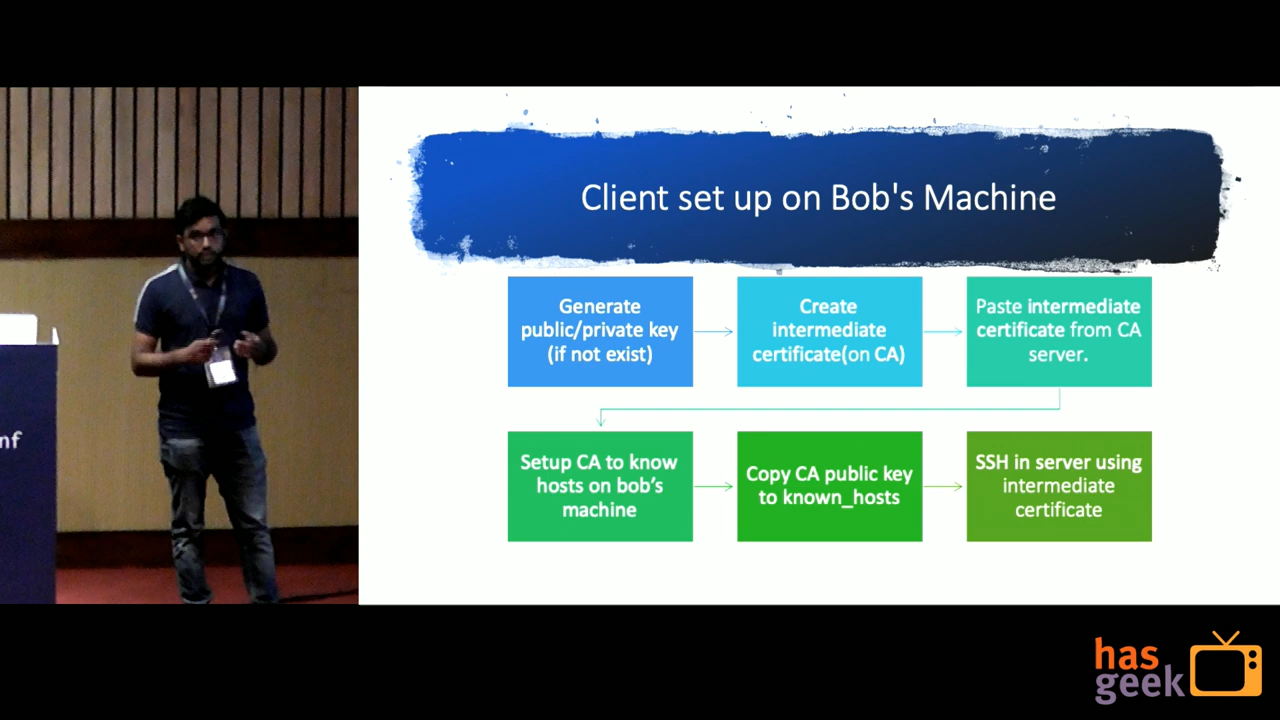 Client set up on Bob's Machine
Generate
public/private key
(if not exist)
Create
intermediate
certificate(on CA)
Paste intermediate
certificate from CA
server.
Setup CA to know
hosts on bob's
machine
Copy CA public key
to known_hosts
SSH in server using
intermediate
certificate
nf
has
geek